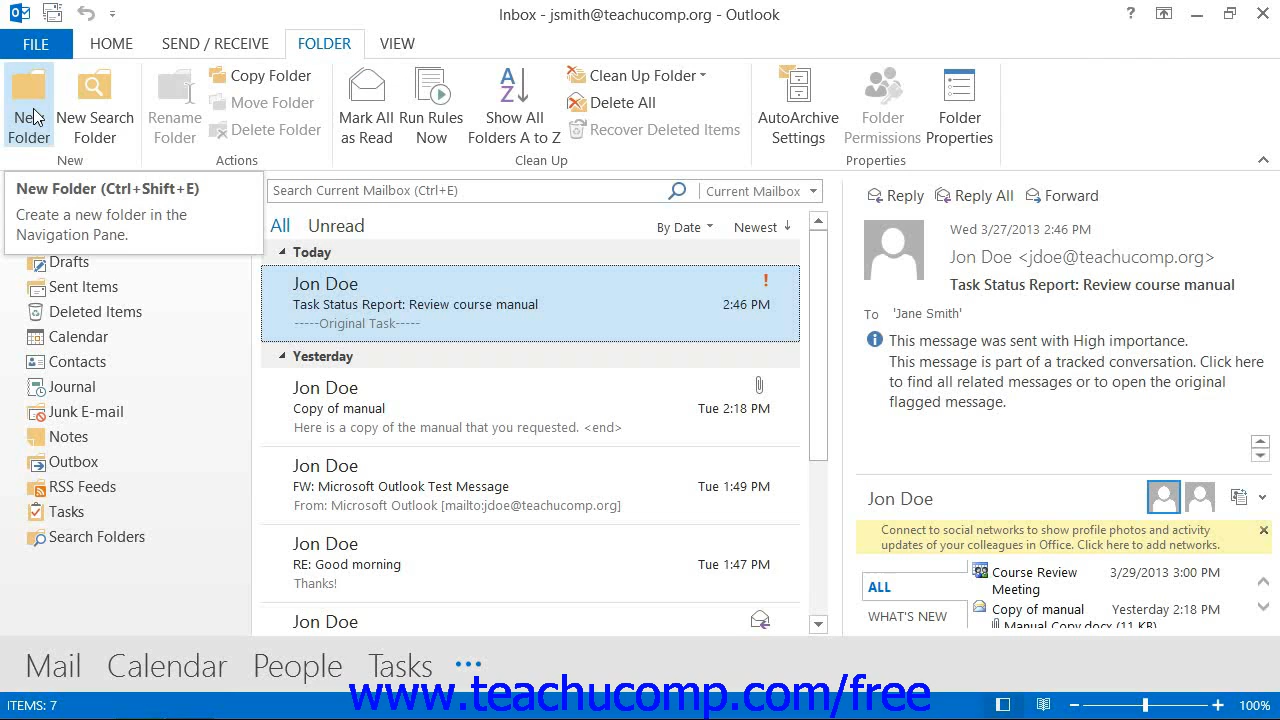 Inbox - jsmith@teachucomp.org - Outlook
?
FILE HOME SEND / RECEIVE FOLDER VIEW
New Folder
New Search Folder
Rename Folder
Copy Folder
Move Folder
Delete Folder
Mark All as Read
Run Rules Now
Show All Folders A to Z
Clean Up Folder
Delete All
Recover Deleted Items
AutoArchive Settings
Folder Permissions
Folder Properties
New Actions Clean Up Properties
New Folder (Ctrl+Shift+E)
Create a new folder in the
Navigation Pane.
Drafts
Sent Items
Deleted Items
Calendar
Contacts
Journal
Junk E-mail
Notes
Outbox
RSS Feeds
Tasks
Search Folders
Search Current Mailbox (Ctrl+E) Current Mailbox
All Unread By Date Newest
Today
Jon Doe
Task Status Report: Review course manual 2:46 PM
-----Original Task-----
Yesterday
Jon Doe
Copy of manual Tue 2:18 PM
Here is a copy of the manual that you requested. <end>
Jon Doe
FW: Microsoft Outlook Test Message Tue 1:49 PM
From: Microsoft Outlook [mailto:jdoe@teachucomp.org]
Jon Doe
RE: Good morning Tue 1:47 PM
Thanks!
Jon Doe
Reply Reply All Forward
Wed 3/27/2013 2:46 PM
Jon Doe <jdoe@teachucomp.org>
Task Status Report: Review course manual
To 'Jane Smith'
This message was sent with High importance.
This message is part of a tracked conversation. Click here
to find all related messages or to open the original
flagged message.
Jon Doe
Connect to social networks to show profile photos and activity
updates of your colleagues in Office. Click here to add networks.
ALL
WHAT'S NEW
Course Review 3/29/2013 3:00 PM
Meeting
Copy of manual Yesterday 2:18 PM
Manual Copy.docx (11 KB)
Mail Calendar People Tasks
www.teachucomp.com/free
ITEMS: 7 100%